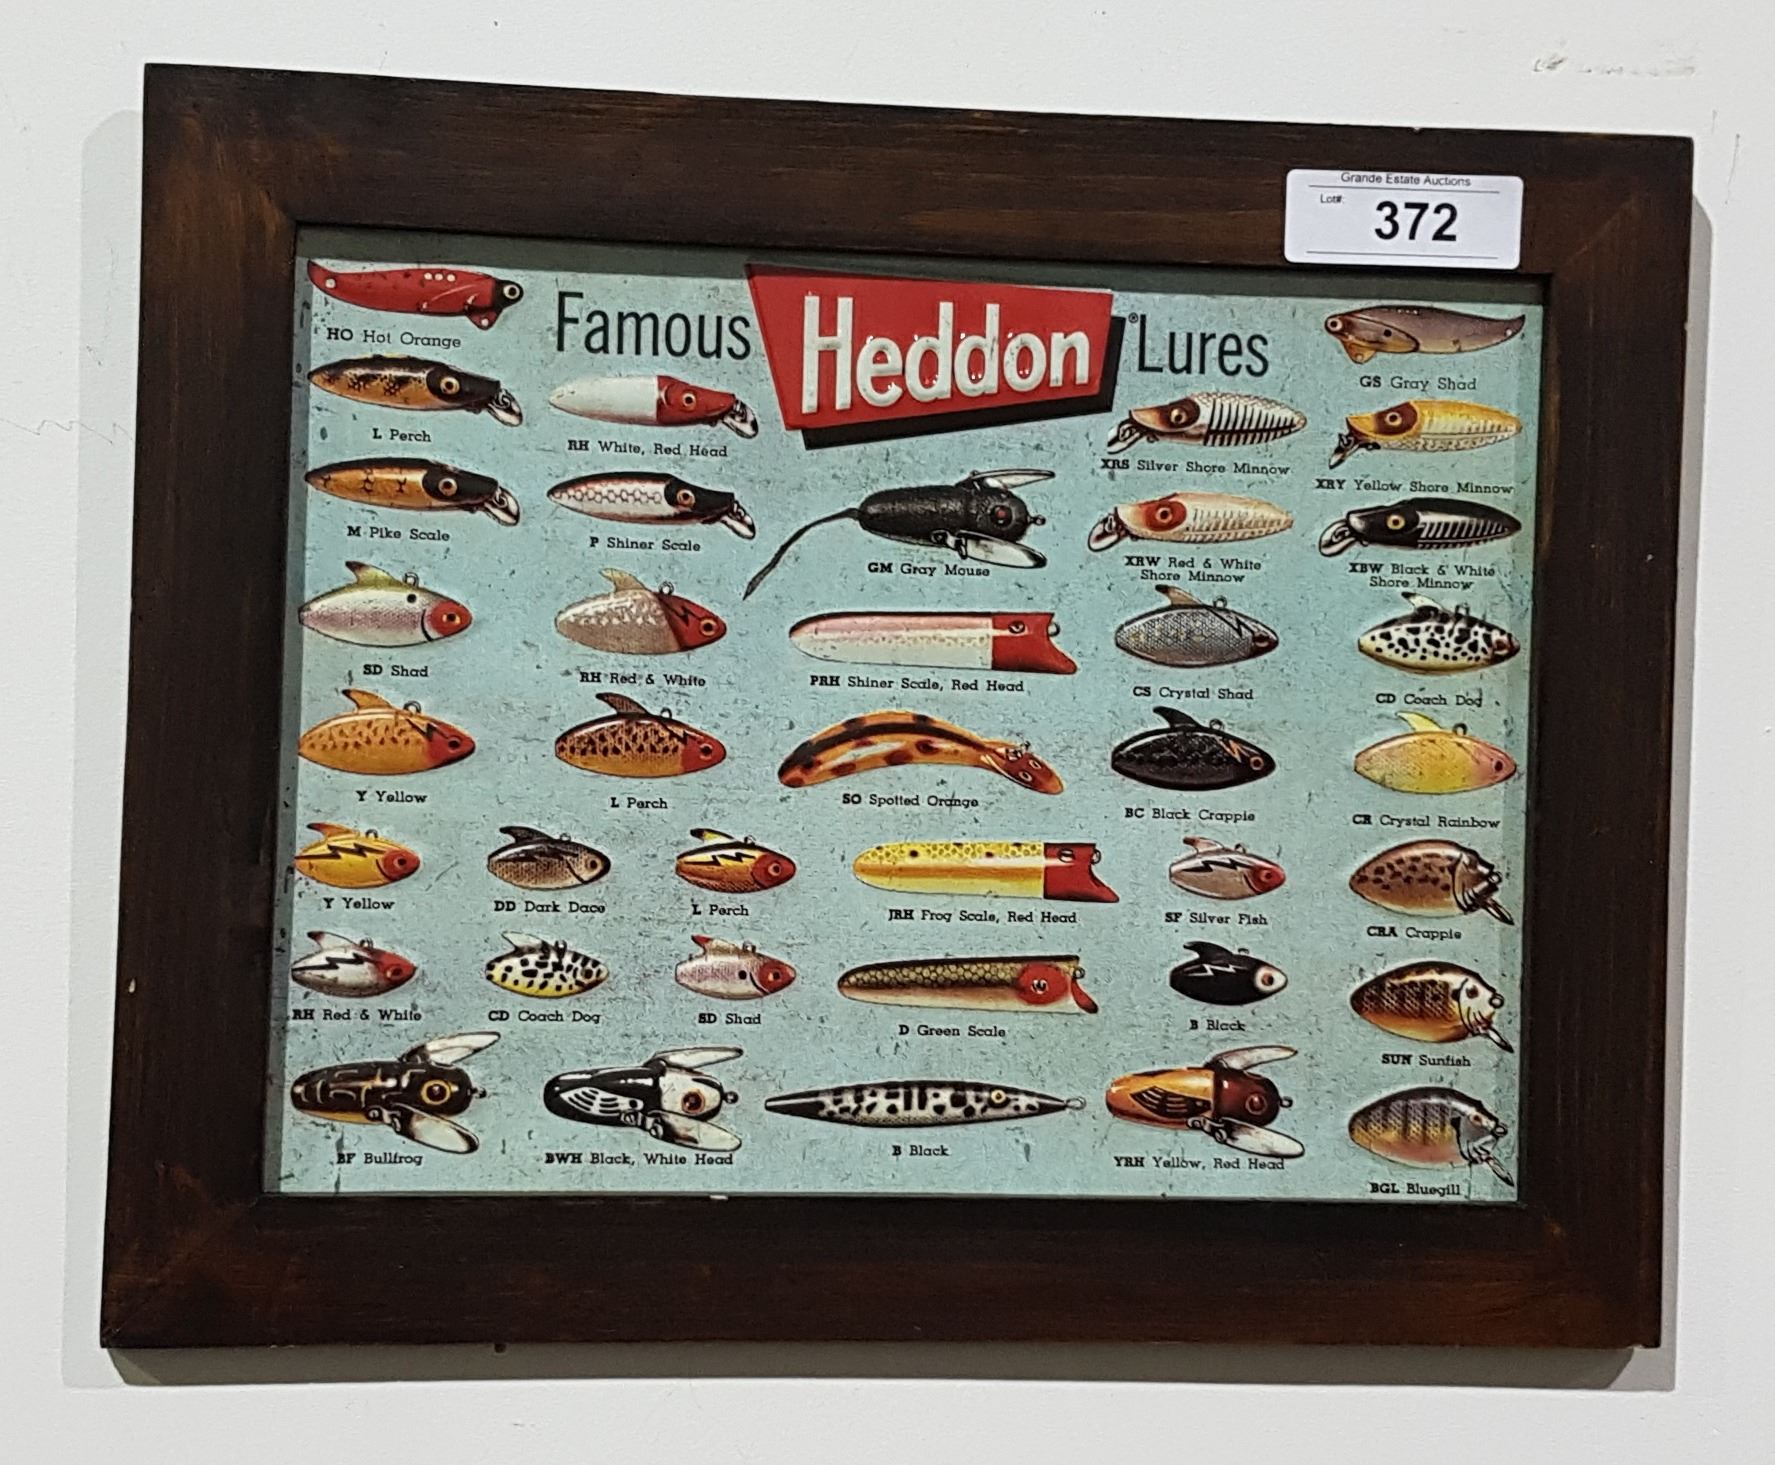 Grande Estate Auctions
Lot#: 372
Famous Heddon® Lures
HO Hot Orange
GS Gray Shad
L Perch
RH White, Red Head
XRS Silver Shore Minnow
XRY Yellow Shore Minnow
M Pike Scale
P Shiner Scale
GM Gray Mouse
XRW Red & White
Shore Minnow
XBW Black & White
Shore Minnow
SD Shad
RH Red & White
PRH Shiner Scale, Red Head
CS Crystal Shad
CD Coach Dog
Y Yellow
L Perch
SO Spotted Orange
BC Black Crappie
CR Crystal Rainbow
Y Yellow
DD Dark Dace
L Perch
JRH Frog Scale, Red Head
SF Silver Fish
CRA Crappie
RH Red & White
CD Coach Dog
SD Shad
D Green Scale
B Black
SUN Sunfish
BF Bullfrog
BWH Black, White Head
B Black
YRH Yellow, Red Head
BGL Bluegill